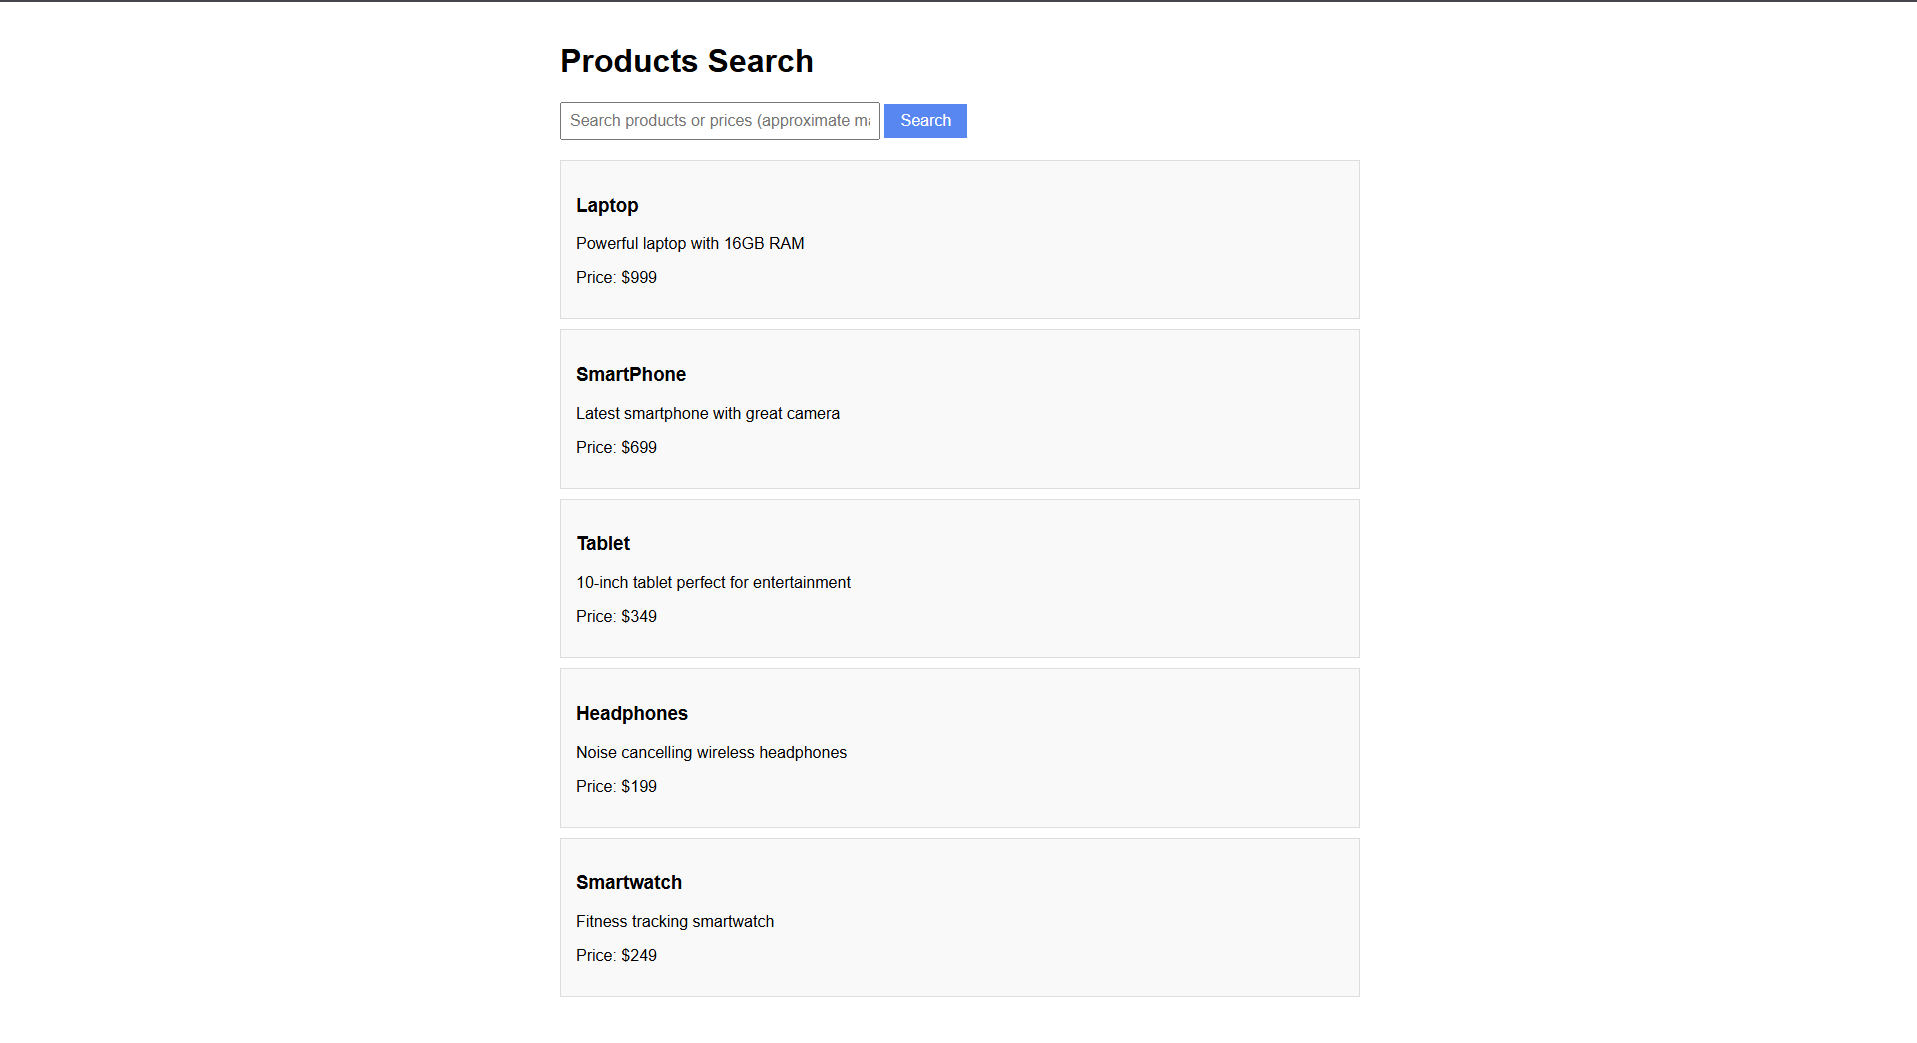 Products Search
Search products or prices (approximate ma
Search
Laptop
Powerful laptop with 16GB RAM
Price: $999
SmartPhone
Latest smartphone with great camera
Price: $699
Tablet
10-inch tablet perfect for entertainment
Price: $349
Headphones
Noise cancelling wireless headphones
Price: $199
Smartwatch
Fitness tracking smartwatch
Price: $249